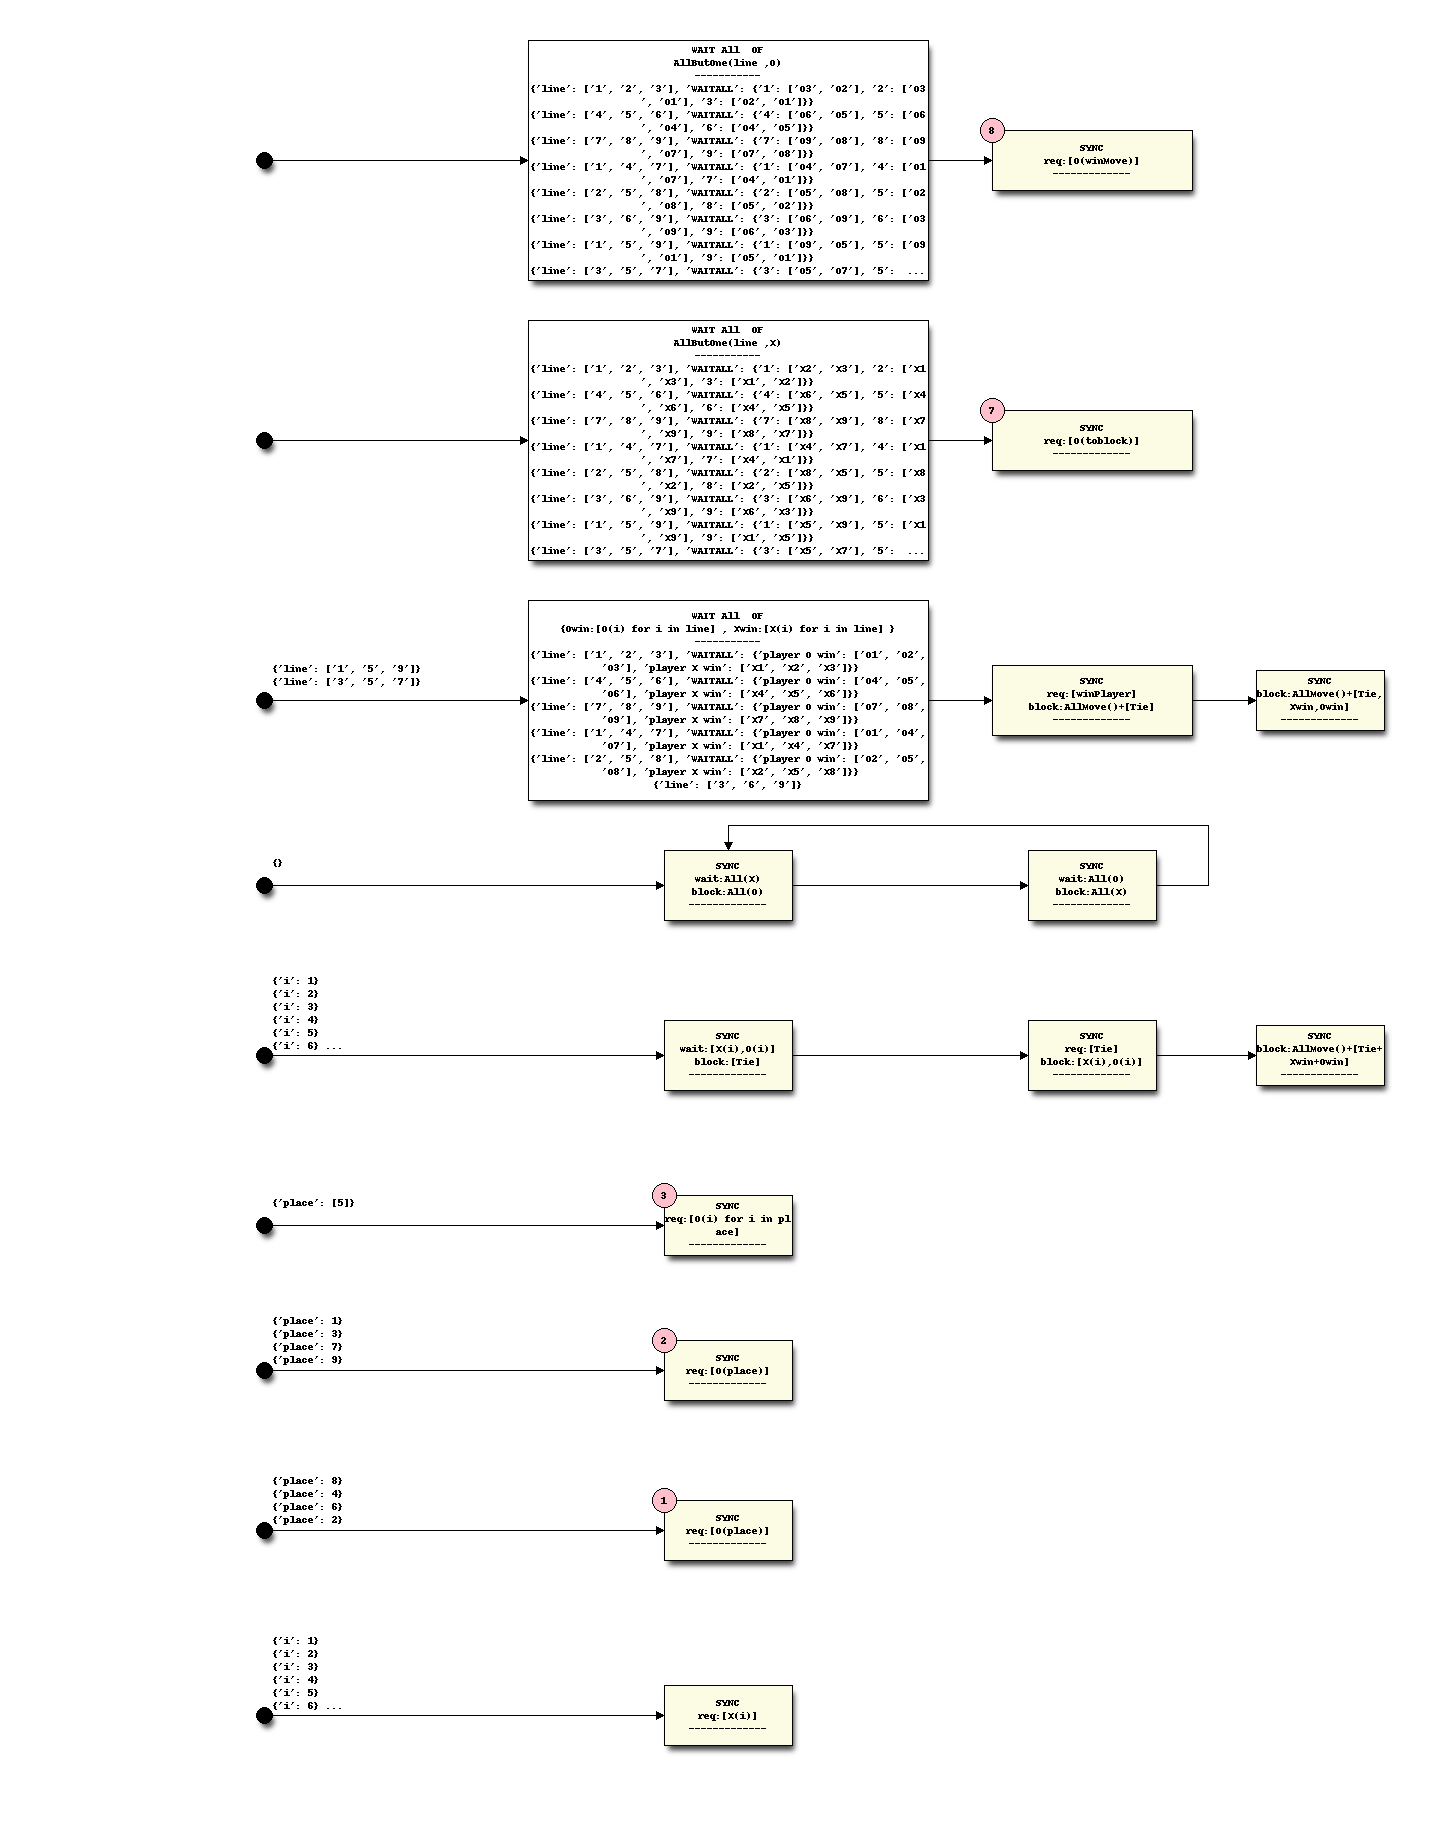 WAIT All  OF
AllButOne(line ,O)
-----------
{'line': ['1', '2', '3'], 'WAITALL': {'1': ['O3', 'O2'], '2': ['O3
', 'O1'], '3': ['O2', 'O1']}}
{'line': ['4', '5', '6'], 'WAITALL': {'4': ['O6', 'O5'], '5': ['O6
', 'O4'], '6': ['O4', 'O5']}}
{'line': ['7', '8', '9'], 'WAITALL': {'7': ['O9', 'O8'], '8': ['O9
', 'O7'], '9': ['O7', 'O8']}}
{'line': ['1', '4', '7'], 'WAITALL': {'1': ['O4', 'O7'], '4': ['O1
', 'O7'], '7': ['O4', 'O1']}}
{'line': ['2', '5', '8'], 'WAITALL': {'2': ['O5', 'O8'], '5': ['O2
', 'O8'], '8': ['O5', 'O2']}}
{'line': ['3', '6', '9'], 'WAITALL': {'3': ['O6', 'O9'], '6': ['O3
', 'O9'], '9': ['O6', 'O3']}}
{'line': ['1', '5', '9'], 'WAITALL': {'1': ['O9', 'O5'], '5': ['O9
', 'O1'], '9': ['O5', 'O1']}}
{'line': ['3', '5', '7'], 'WAITALL': {'3': ['O5', 'O7'], '5':  ...
8
SYNC
req:[O(winMove)]
-------------
WAIT All  OF
AllButOne(line ,X)
-----------
{'line': ['1', '2', '3'], 'WAITALL': {'1': ['X2', 'X3'], '2': ['X1
', 'X3'], '3': ['X1', 'X2']}}
{'line': ['4', '5', '6'], 'WAITALL': {'4': ['X6', 'X5'], '5': ['X4
', 'X6'], '6': ['X4', 'X5']}}
{'line': ['7', '8', '9'], 'WAITALL': {'7': ['X8', 'X9'], '8': ['X7
', 'X9'], '9': ['X8', 'X7']}}
{'line': ['1', '4', '7'], 'WAITALL': {'1': ['X4', 'X7'], '4': ['X1
', 'X7'], '7': ['X4', 'X1']}}
{'line': ['2', '5', '8'], 'WAITALL': {'2': ['X8', 'X5'], '5': ['X8
', 'X2'], '8': ['X2', 'X5']}}
{'line': ['3', '6', '9'], 'WAITALL': {'3': ['X6', 'X9'], '6': ['X3
', 'X9'], '9': ['X6', 'X3']}}
{'line': ['1', '5', '9'], 'WAITALL': {'1': ['X5', 'X9'], '5': ['X1
', 'X9'], '9': ['X1', 'X5']}}
{'line': ['3', '5', '7'], 'WAITALL': {'3': ['X5', 'X7'], '5':  ...
7
SYNC
req:[O(toblock)]
-------------
{'line': ['1', '5', '9']}
{'line': ['3', '5', '7']}
WAIT All  OF
{Owin:[O(i) for i in line] , Xwin:[X(i) for i in line] }
-----------
{'line': ['1', '2', '3'], 'WAITALL': {'player O win': ['O1', 'O2',
'O3'], 'player X win': ['X1', 'X2', 'X3']}}
{'line': ['4', '5', '6'], 'WAITALL': {'player O win': ['O4', 'O5',
'O6'], 'player X win': ['X4', 'X5', 'X6']}}
{'line': ['7', '8', '9'], 'WAITALL': {'player O win': ['O7', 'O8',
'O9'], 'player X win': ['X7', 'X8', 'X9']}}
{'line': ['1', '4', '7'], 'WAITALL': {'player O win': ['O1', 'O4',
'O7'], 'player X win': ['X1', 'X4', 'X7']}}
{'line': ['2', '5', '8'], 'WAITALL': {'player O win': ['O2', 'O5',
'O8'], 'player X win': ['X2', 'X5', 'X8']}}
{'line': ['3', '6', '9']}
SYNC
req:[winPlayer]
block:AllMove()+[Tie]
-------------
SYNC
block:AllMove()+[Tie,
Xwin,Owin]
-------------
{}
SYNC
wait:All(X)
block:All(O)
-------------
SYNC
wait:All(O)
block:All(X)
-------------
{'i': 1}
{'i': 2}
{'i': 3}
{'i': 4}
{'i': 5}
{'i': 6} ...
SYNC
wait:[X(i),O(i)]
block:[Tie]
-------------
SYNC
req:[Tie]
block:[X(i),O(i)]
-------------
SYNC
block:AllMove()+[Tie+
Xwin+Owin]
-------------
{'place': [5]}
3
SYNC
req:[O(i) for i in pl
ace]
-------------
{'place': 1}
{'place': 3}
{'place': 7}
{'place': 9}
2
SYNC
req:[O(place)]
-------------
{'place': 8}
{'place': 4}
{'place': 6}
{'place': 2}
1
SYNC
req:[O(place)]
-------------
{'i': 1}
{'i': 2}
{'i': 3}
{'i': 4}
{'i': 5}
{'i': 6} ...
SYNC
req:[X(i)]
-------------